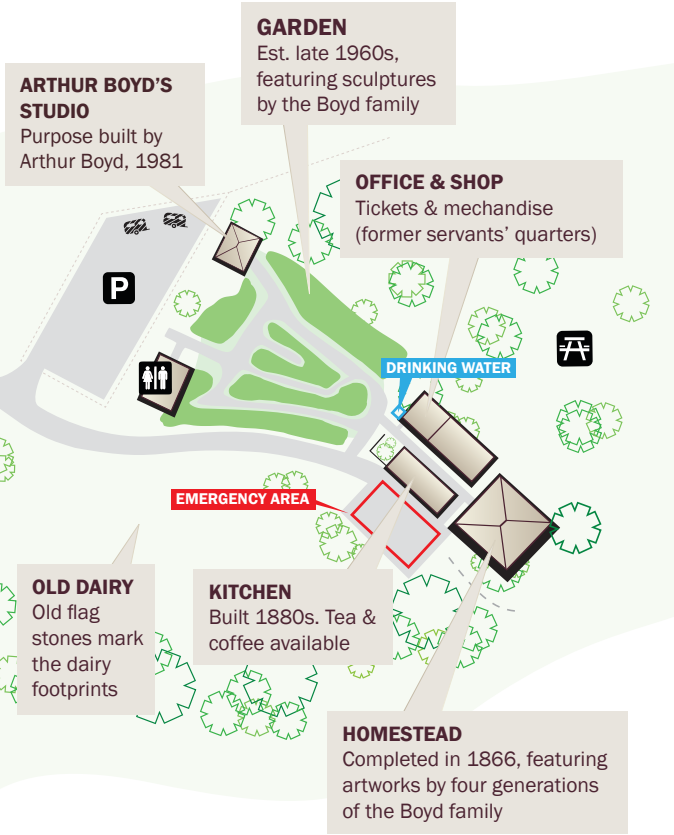 GARDEN
Est. late 1960s,
featuring sculptures
by the Boyd family
ARTHUR BOYD'S
STUDIO
Purpose built by
Arthur Boyd, 1981
OFFICE & SHOP
Tickets & mechandise
(former servants' quarters)
P
DRINKING WATER
EMERGENCY AREA
OLD DAIRY
Old flag
stones mark
the dairy
footprints
KITCHEN
Built 1880s. Tea &
coffee available
HOMESTEAD
Completed in 1866, featuring
artworks by four generations
of the Boyd family